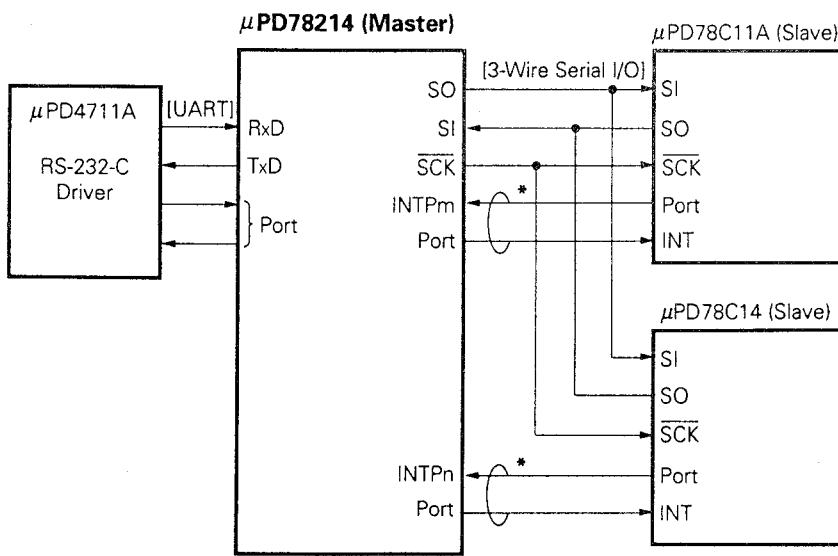 μPD78214 (Master)
μPD4711A
RS-232-C
Driver
[UART]
RxD
TxD
Port
SO
SI
SCK
INTPm
Port
INTPn
Port
[3-Wire Serial I/O]
*
*
μPD78C11A (Slave)
SI
SO
SCK
Port
INT
μPD78C14 (Slave)
SI
SO
SCK
Port
INT